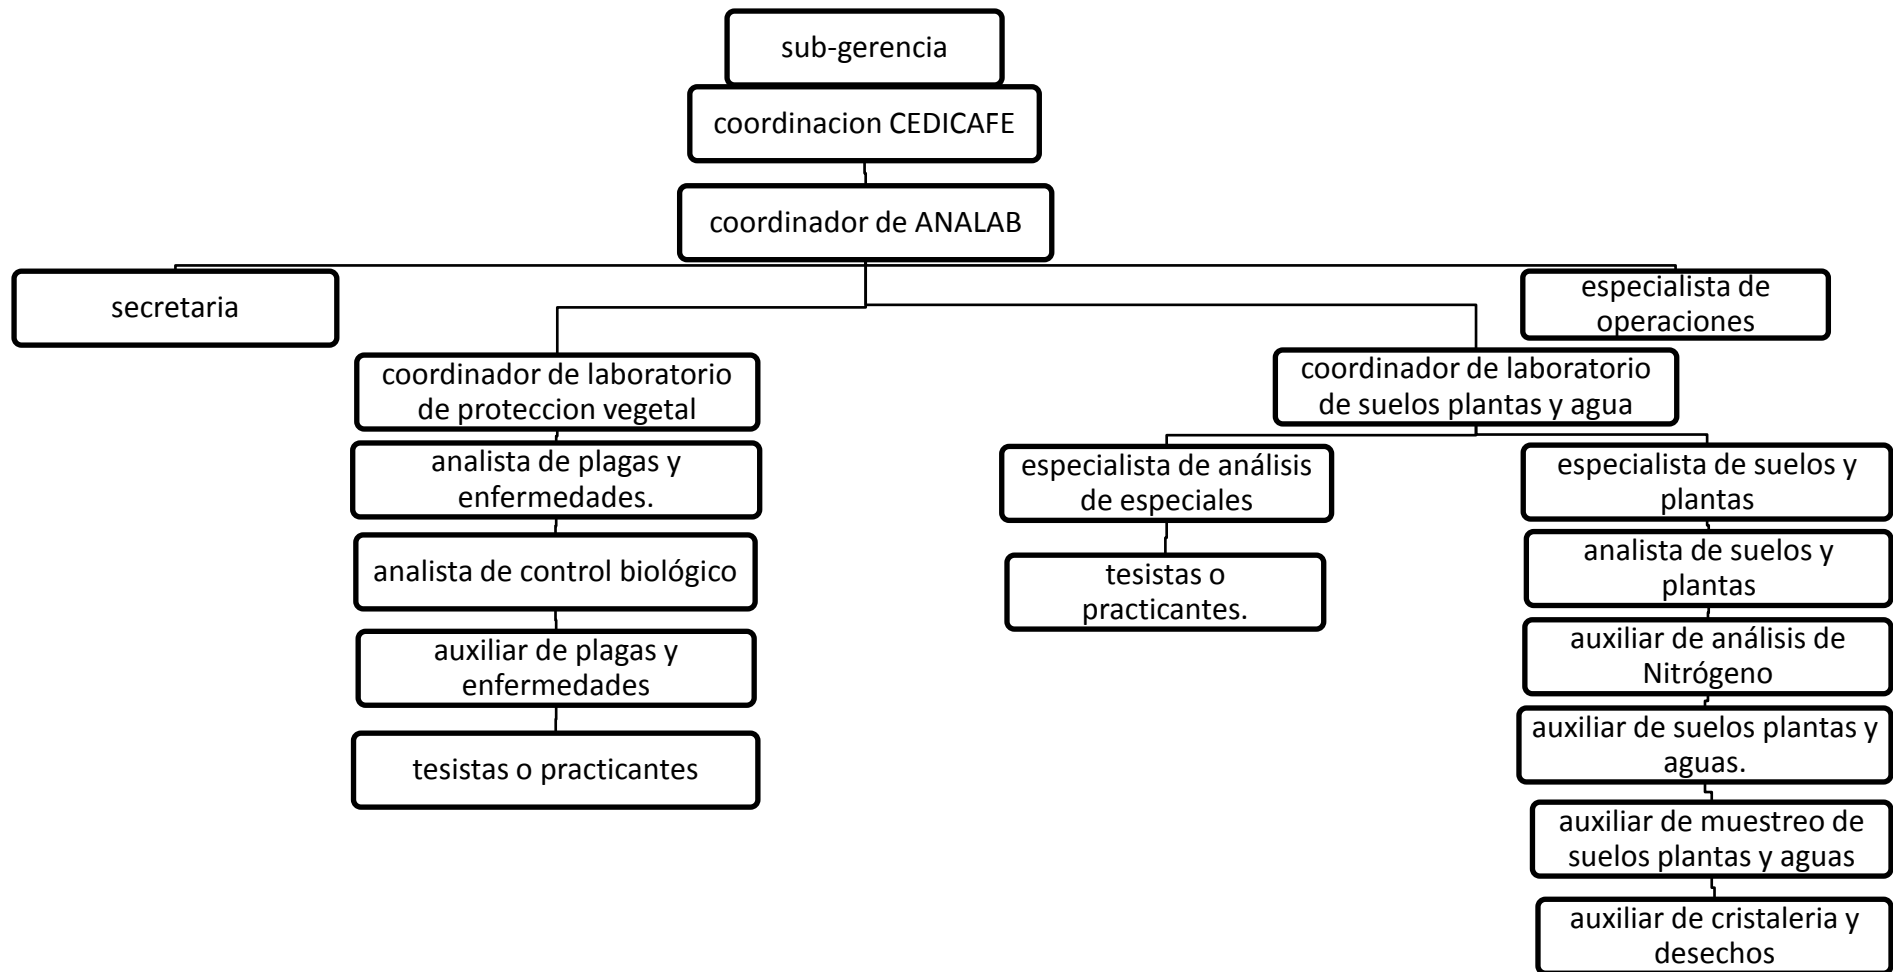 sub-gerencia
coordinacion CEDICAFE
coordinador de ANALAB
secretaria
especialista de
operaciones
coordinador de laboratorio
de proteccion vegetal
analista de plagas y
enfermedades.
analista de control biológico
auxiliar de plagas y
enfermedades
tesistas o practicantes
coordinador de laboratorio
de suelos plantas y agua
especialista de análisis
de especiales
tesistas o
practicantes.
especialista de suelos y
plantas
analista de suelos y
plantas
auxiliar de análisis de
Nitrógeno
auxiliar de suelos plantas y
aguas.
auxiliar de muestreo de
suelos plantas y aguas
auxiliar de cristaleria y
desechos